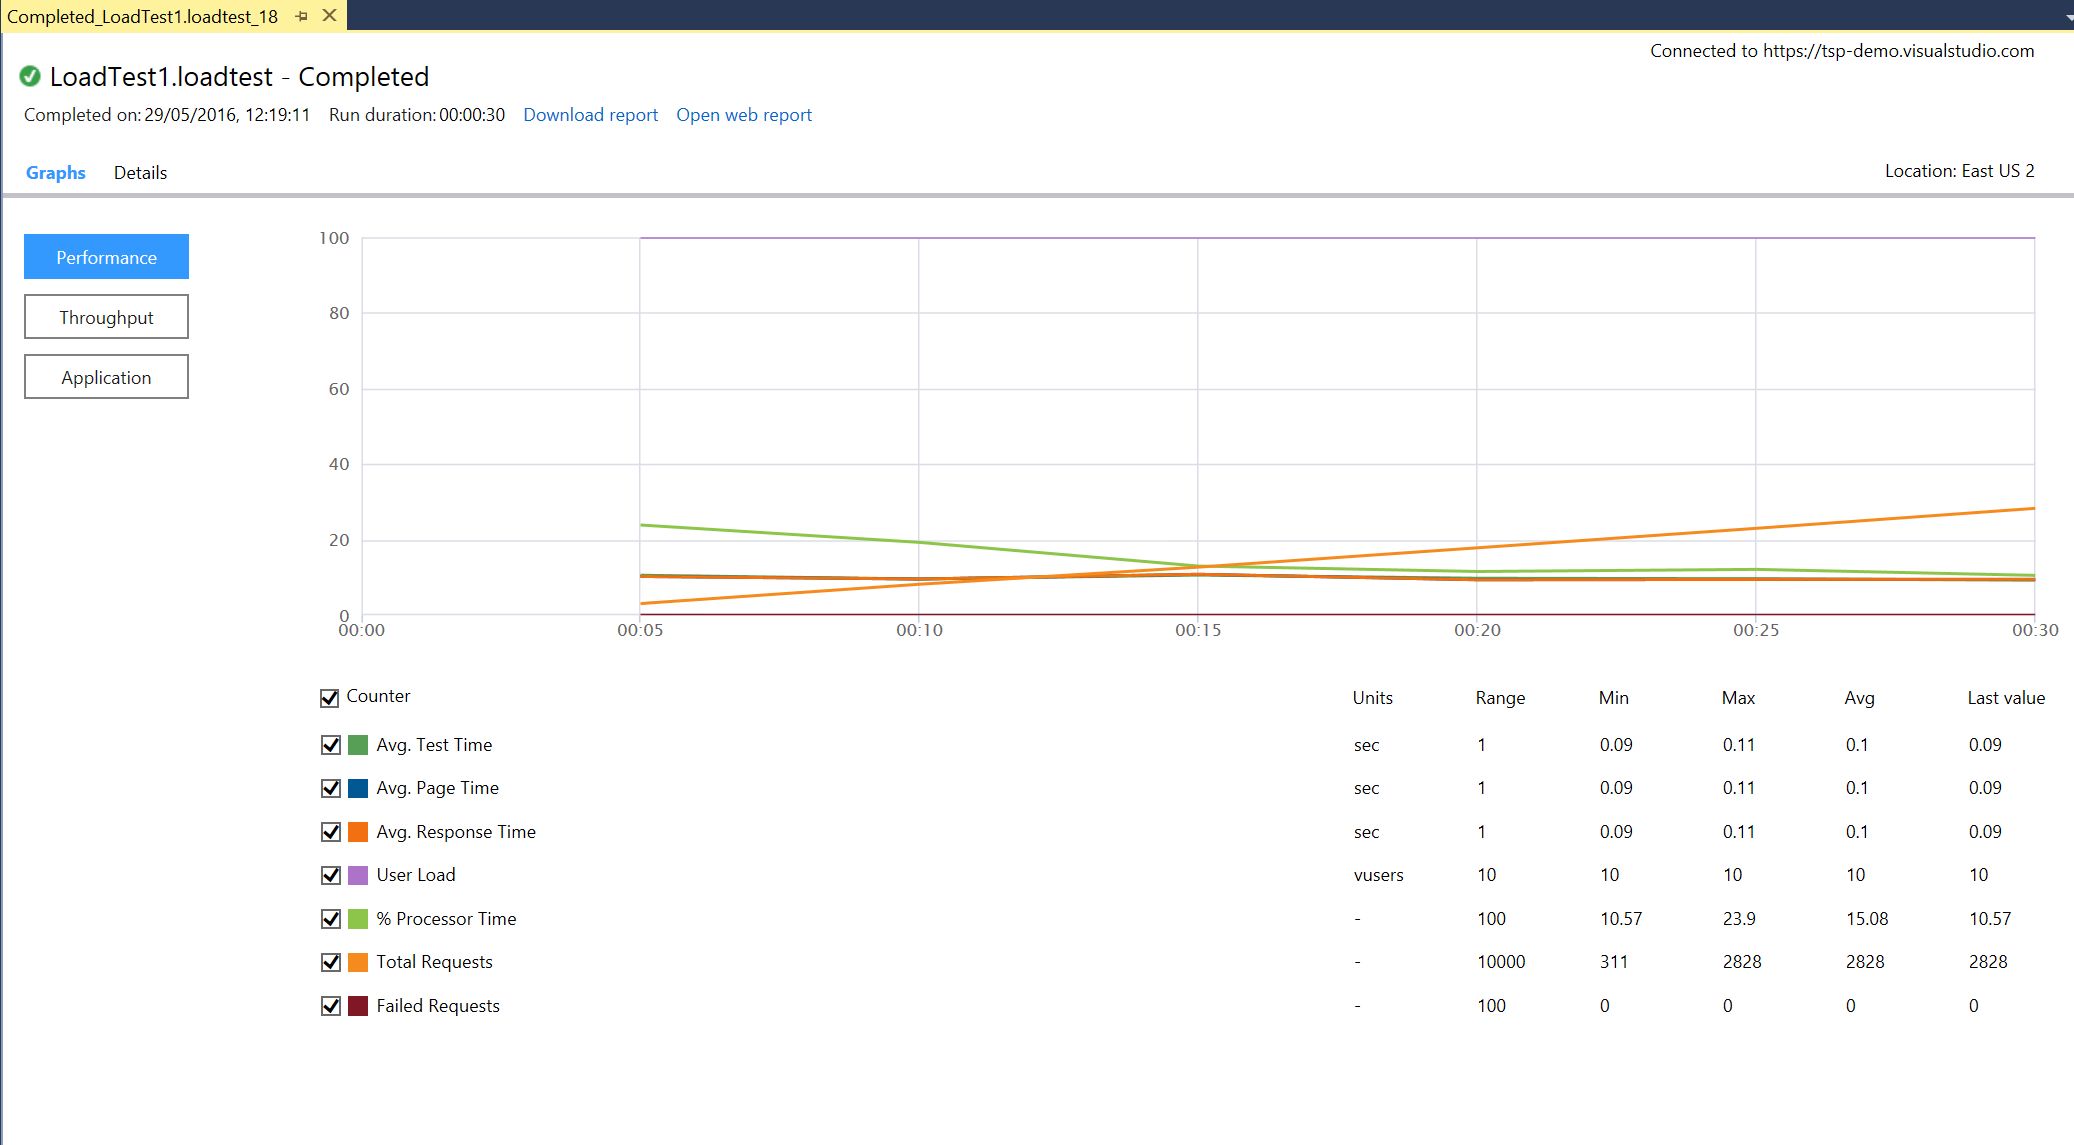 Completed_LoadTest1.loadtest_18
Connected to https://tsp-demo.visualstudio.com
LoadTest1.loadtest - Completed
Completed on: 29/05/2016, 12:19:11 Run duration: 00:00:30 Download report Open web report
Graphs Details Location: East US 2
Performance
Throughput
Application
100
80
60
40
20
0
00:00 00:05 00:10 00:15 00:20 00:25 00:30
Counter Units Range Min Max Avg Last value
Avg. Test Time sec 1 0.09 0.11 0.1 0.09
Avg. Page Time sec 1 0.09 0.11 0.1 0.09
Avg. Response Time sec 1 0.09 0.11 0.1 0.09
User Load vusers 10 10 10 10 10
% Processor Time - 100 10.57 23.9 15.08 10.57
Total Requests - 10000 311 2828 2828 2828
Failed Requests - 100 0 0 0 0